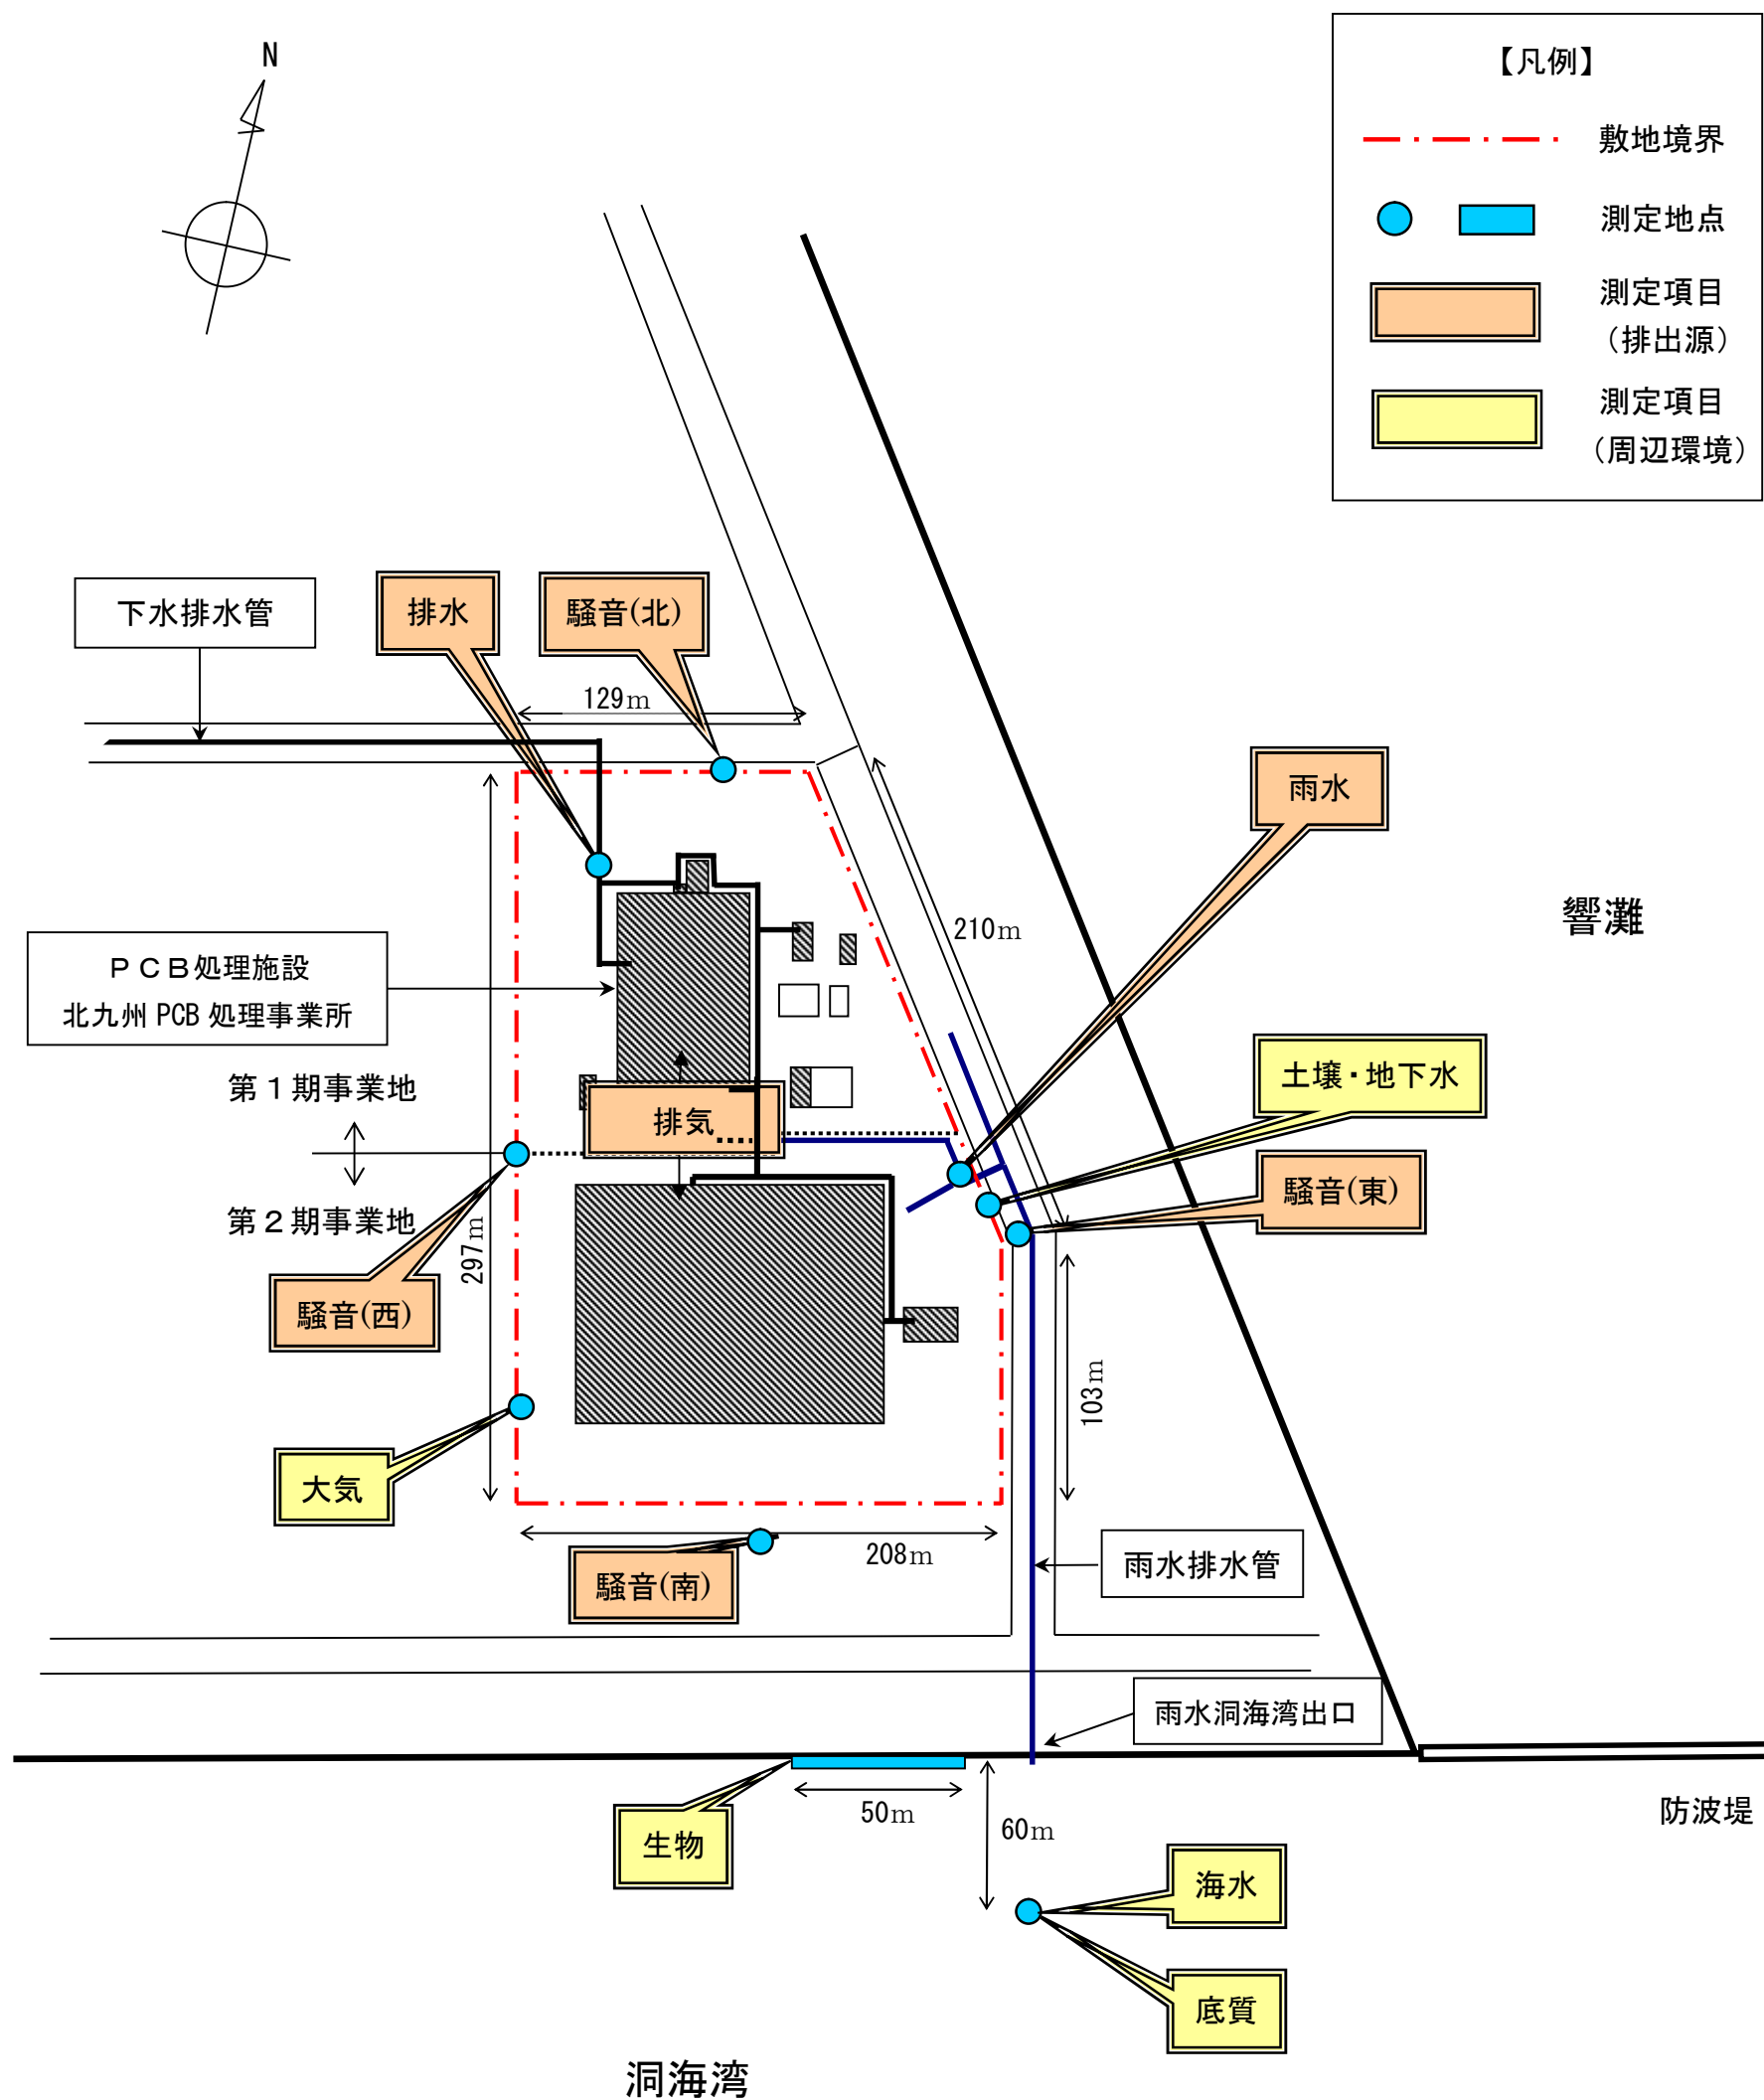 N
【凡例】
敷地境界
測定地点
測定項目
（排出源）
測定項目
（周辺環境）
下水排水管
排水
騒音(北)
129m
雨水
響灘
210m
ＰＣＢ処理施設
北九州 PCB 処理事業所
土壌・地下水
第１期事業地
排気
騒音(東)
第２期事業地
297m
騒音(西)
103m
大気
208m
雨水排水管
騒音(南)
雨水洞海湾出口
50m
60m
防波堤
生物
海水
底質
洞海湾